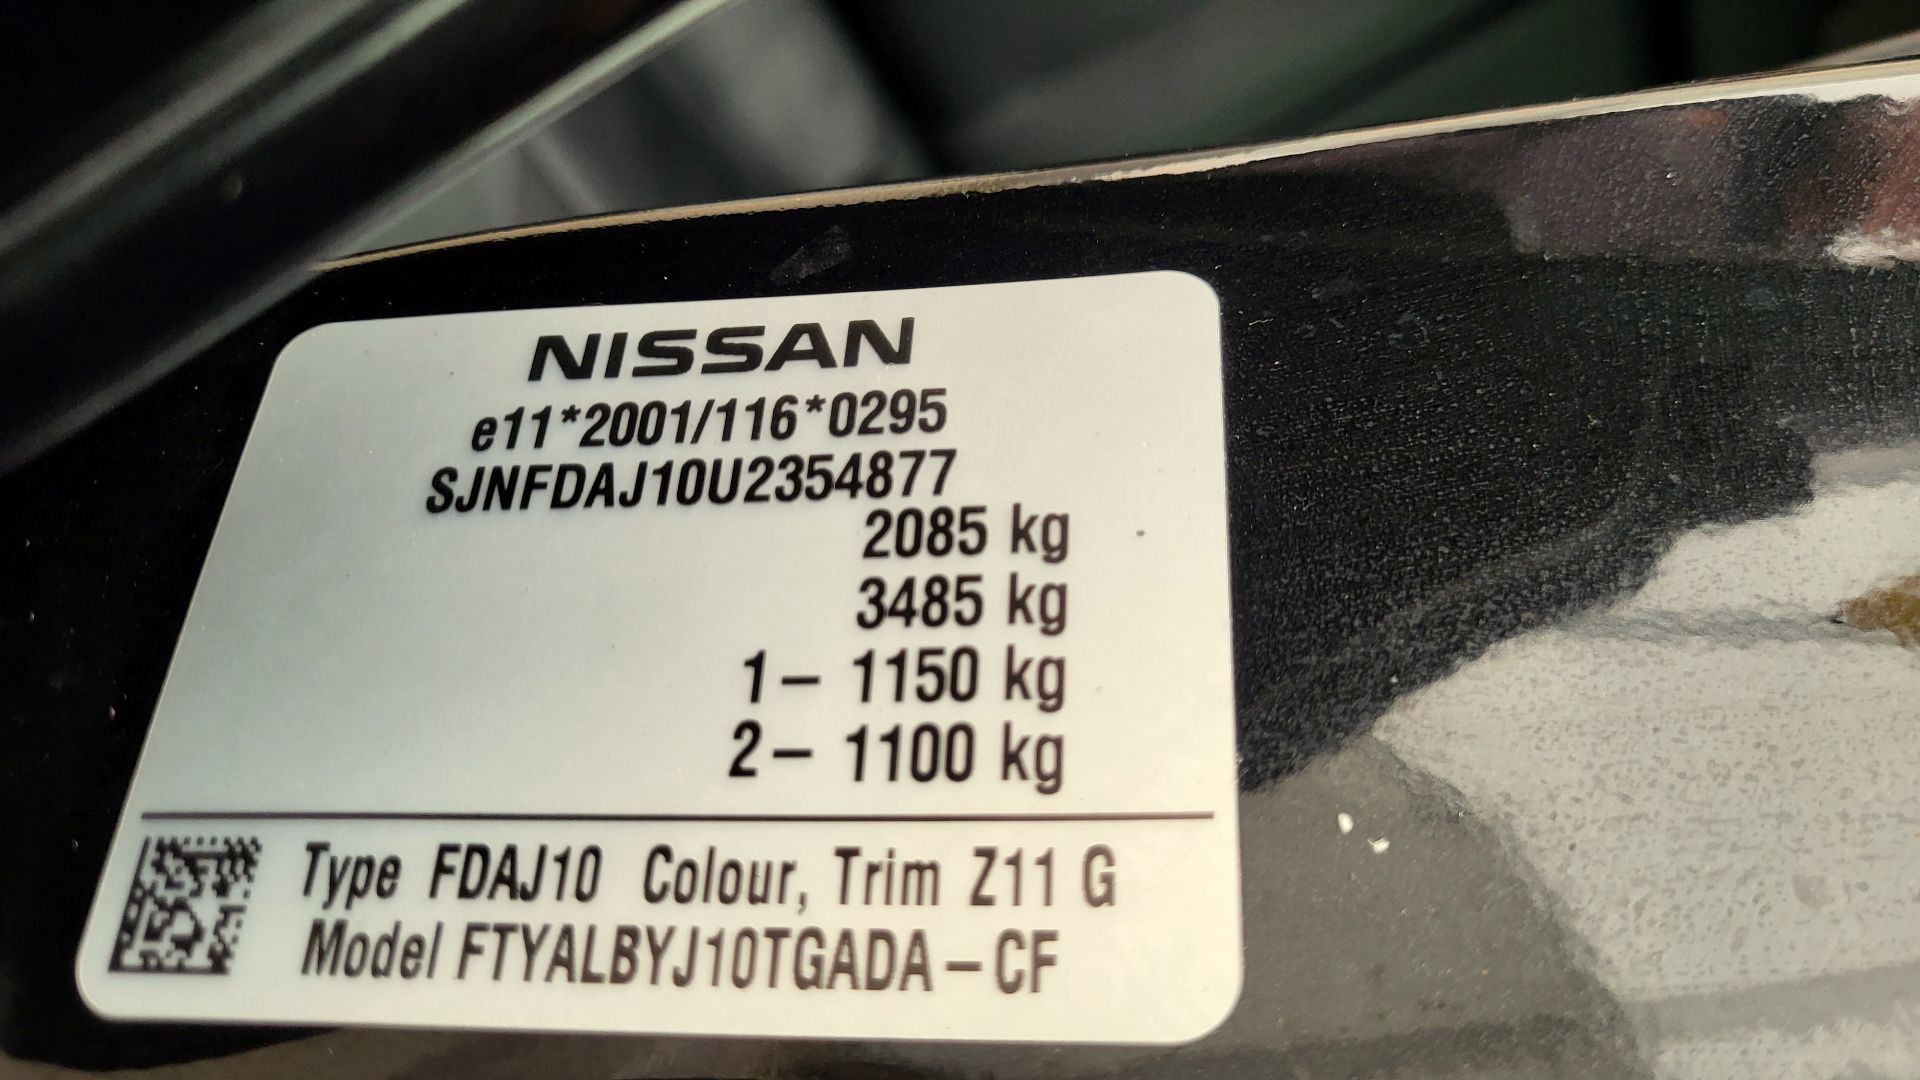 NISSAN
e11*2001/116*0295
SJNFDAJ10U2354877
2085 kg
3485 kg
1– 1150 kg
2– 1100 kg
Type FDAJ10 Colour, Trim Z11 G
Model FTYALBYJ10TGADA –CF